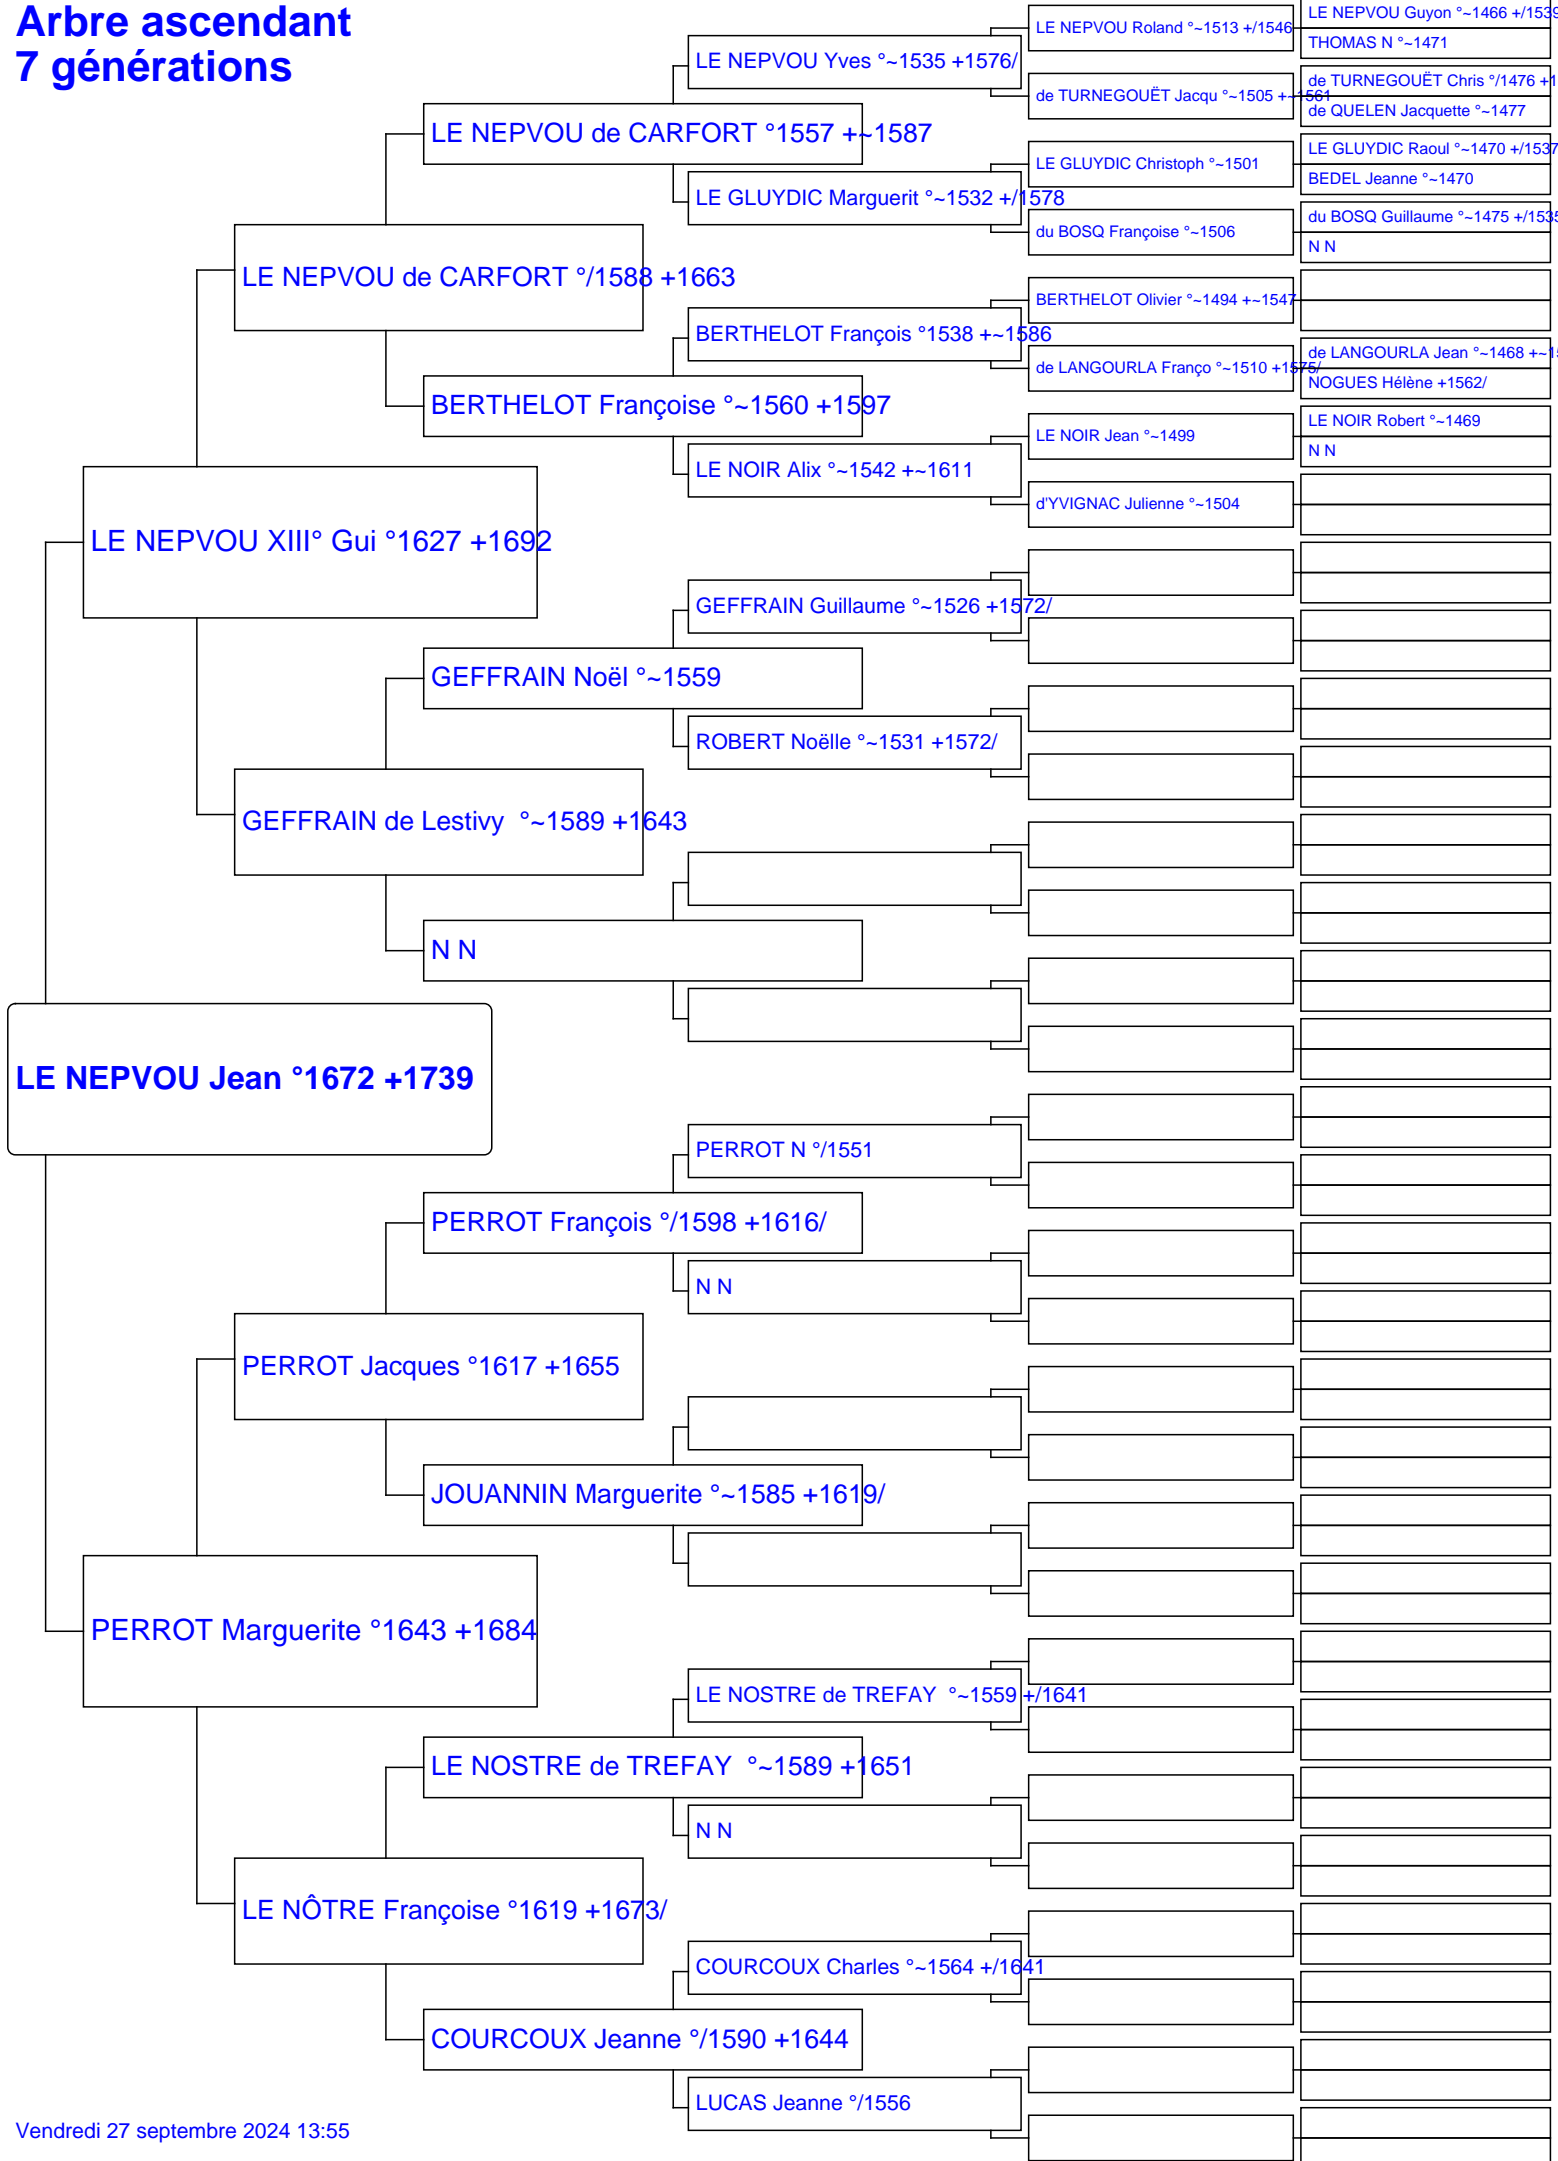 Arbre ascendant
7 générations
LE NEPVOU Guyon °~1466 +/1539
LE NEPVOU Roland °~1513 +/1546
THOMAS N °~1471
LE NEPVOU Yves °~1535 +1576/
de TURNEGOUËT Chris °/1476 +1
de TURNEGOUËT Jacqu °~1505 +~1561
de QUELEN Jacquette °~1477
LE NEPVOU de CARFORT °1557 +~1587
LE GLUYDIC Raoul °~1470 +/1537
LE GLUYDIC Christoph °~1501
BEDEL Jeanne °~1470
LE GLUYDIC Marguerit °~1532 +/1578
du BOSQ Guillaume °~1475 +/1535
du BOSQ Françoise °~1506
N N
LE NEPVOU de CARFORT °/1588 +1663
BERTHELOT Olivier °~1494 +~1547
BERTHELOT François °1538 +~1586
de LANGOURLA Jean °~1468 +~15
de LANGOURLA Franço °~1510 +1575/
NOGUES Hélène +1562/
BERTHELOT Françoise °~1560 +1597
LE NOIR Robert °~1469
LE NOIR Jean °~1499
N N
LE NOIR Alix °~1542 +~1611
d'YVIGNAC Julienne °~1504
LE NEPVOU XIII° Gui °1627 +1692
GEFFRAIN Guillaume °~1526 +1572/
GEFFRAIN Noël °~1559
ROBERT Noëlle °~1531 +1572/
GEFFRAIN de Lestivy °~1589 +1643
N N
LE NEPVOU Jean °1672 +1739
PERROT N °/1551
PERROT François °/1598 +1616/
N N
PERROT Jacques °1617 +1655
JOUANNIN Marguerite °~1585 +1619/
PERROT Marguerite °1643 +1684
LE NOSTRE de TREFAY °~1559 +/1641
LE NOSTRE de TREFAY °~1589 +1651
N N
LE NÔTRE Françoise °1619 +1673/
COURCOUX Charles °~1564 +/1641
COURCOUX Jeanne °/1590 +1644
LUCAS Jeanne °/1556
Vendredi 27 septembre 2024 13:55